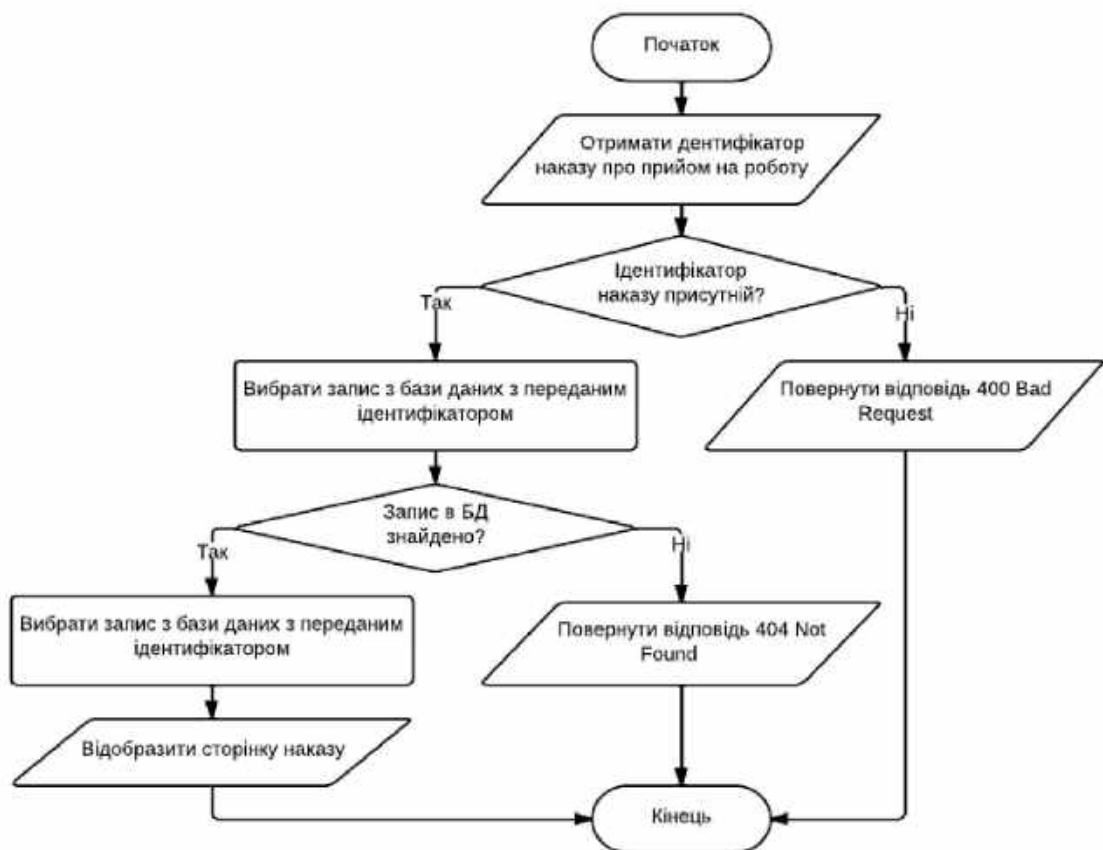 Початок
Отримати дентифікатор
наказу про прийом на роботу
Ідентифікатор
наказу присутній?
Так
Ні
Вибрати запис з бази даних з переданим
ідентифікатором
Повернути відповідь 400 Bad
Request
Запис в БД
знайдено?
Так
Ні
Вибрати запис з бази даних з переданим
ідентифікатором
Повернути відповідь 404 Not
Found
Відобразити сторінку наказу
Кінець